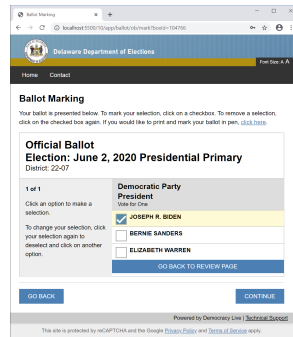 Ballot Marking
localhost:5100/10/app/ballot/ob/mark?boxid=104766
Delaware Department of Elections
Font Size: A A
Home Contact
Ballot Marking
Your ballot is presented below. To mark your selection, click on a checkbox. To remove a selection,
click on the checked box again. If you would like to print and mark your ballot in pen, click here.
Official Ballot
Election: June 2, 2020 Presidential Primary
District: 22-07
1 of 1
Click an option to make a
selection.
To change your selection, click
your selection again to
deselect and click on another
option.
Democratic Party
President
Vote for One
JOSEPH R. BIDEN
BERNIE SANDERS
ELIZABETH WARREN
GO BACK TO REVIEW PAGE
GO BACK
CONTINUE
Powered by Democracy Live | Technical Support
This site is protected by reCAPTCHA and the Google Privacy Policy and Terms of Service apply.